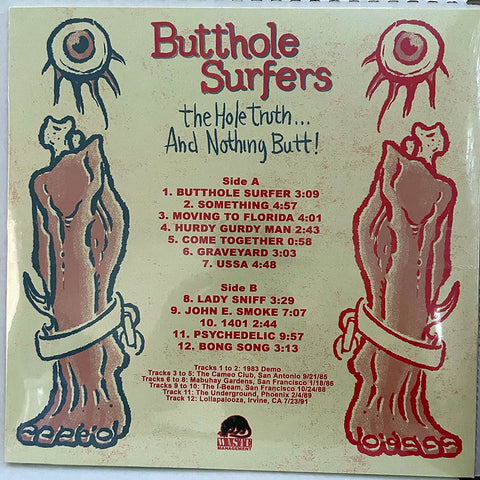 Butthole
Surfers
the Hole Truth...
And Nothing Butt!
Side A
1. BUTTHOLE SURFER 3:09
2. SOMETHING 4:57
3. MOVING TO FLORIDA 4:01
4. HURDY GURDY MAN 2:43
5. COME TOGETHER 0:58
6. GRAVEYARD 3:03
7. USSA 4:48
Side B
8. LADY SNIFF 3:29
9. JOHN E. SMOKE 7:07
10. 1401 2:44
11. PSYCHEDELIC 9:57
12. BONG SONG 3:13
Tracks 1 to 2: 1983 Demo
Tracks 3 to 5: The Cameo Club, San Antonio 9/21/85
Tracks 6 to 8: Mabuhay Gardens, San Francisco 1/18/86
Tracks 9 to 10: The I-Beam, San Francisco 10/24/88
Track 11: The Underground, Phoenix 2/4/89
Track 12: Lollapalooza, Irvine, CA 7/23/91
WASTE
MANAGEMENT